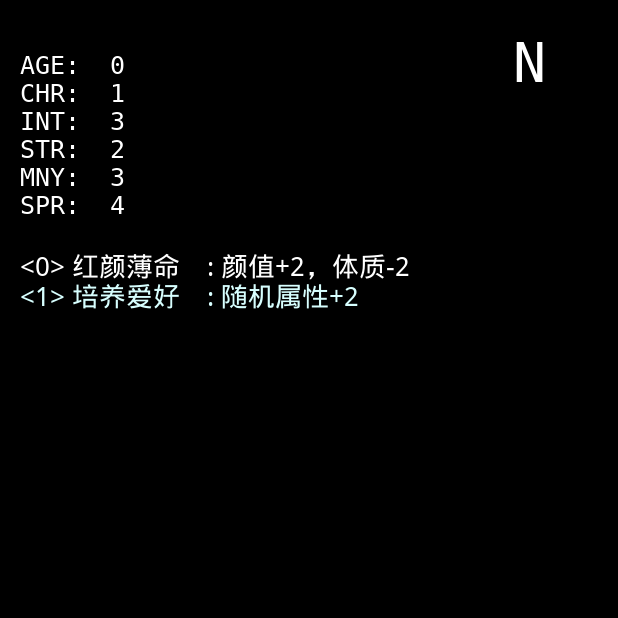 N
AGE: 0
CHR: 1
INT: 3
STR: 2
MNY: 3
SPR: 4
<0> 红颜薄命 : 颜值+2，体质-2
<1> 培养爱好 : 随机属性+2